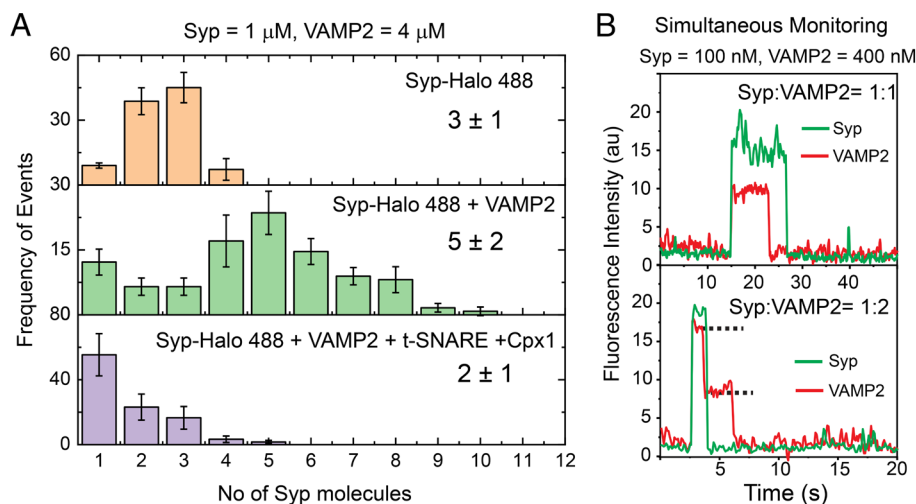 A
Syp = 1 μM, VAMP2 = 4 μM
Frequency of Events
60
30
30
Syp-Halo 488
3 ± 1
15
80
Syp-Halo 488 + VAMP2
5 ± 2
40
0
Syp-Halo 488 + VAMP2 + t-SNARE +Cpx1
2 ± 1
1 2 3 4 5 6 7 8 9 10 11 12
No of Syp molecules
B
Simultaneous Monitoring
Syp = 100 nM, VAMP2 = 400 nM
Fluorescence Intensity (au)
25
20
15
10
5
0
Syp:VAMP2= 1:1
Syp
VAMP2
10 20 30 40
20
15
10
5
0
Syp:VAMP2= 1:2
Syp
VAMP2
5 10 15 20
Time (s)